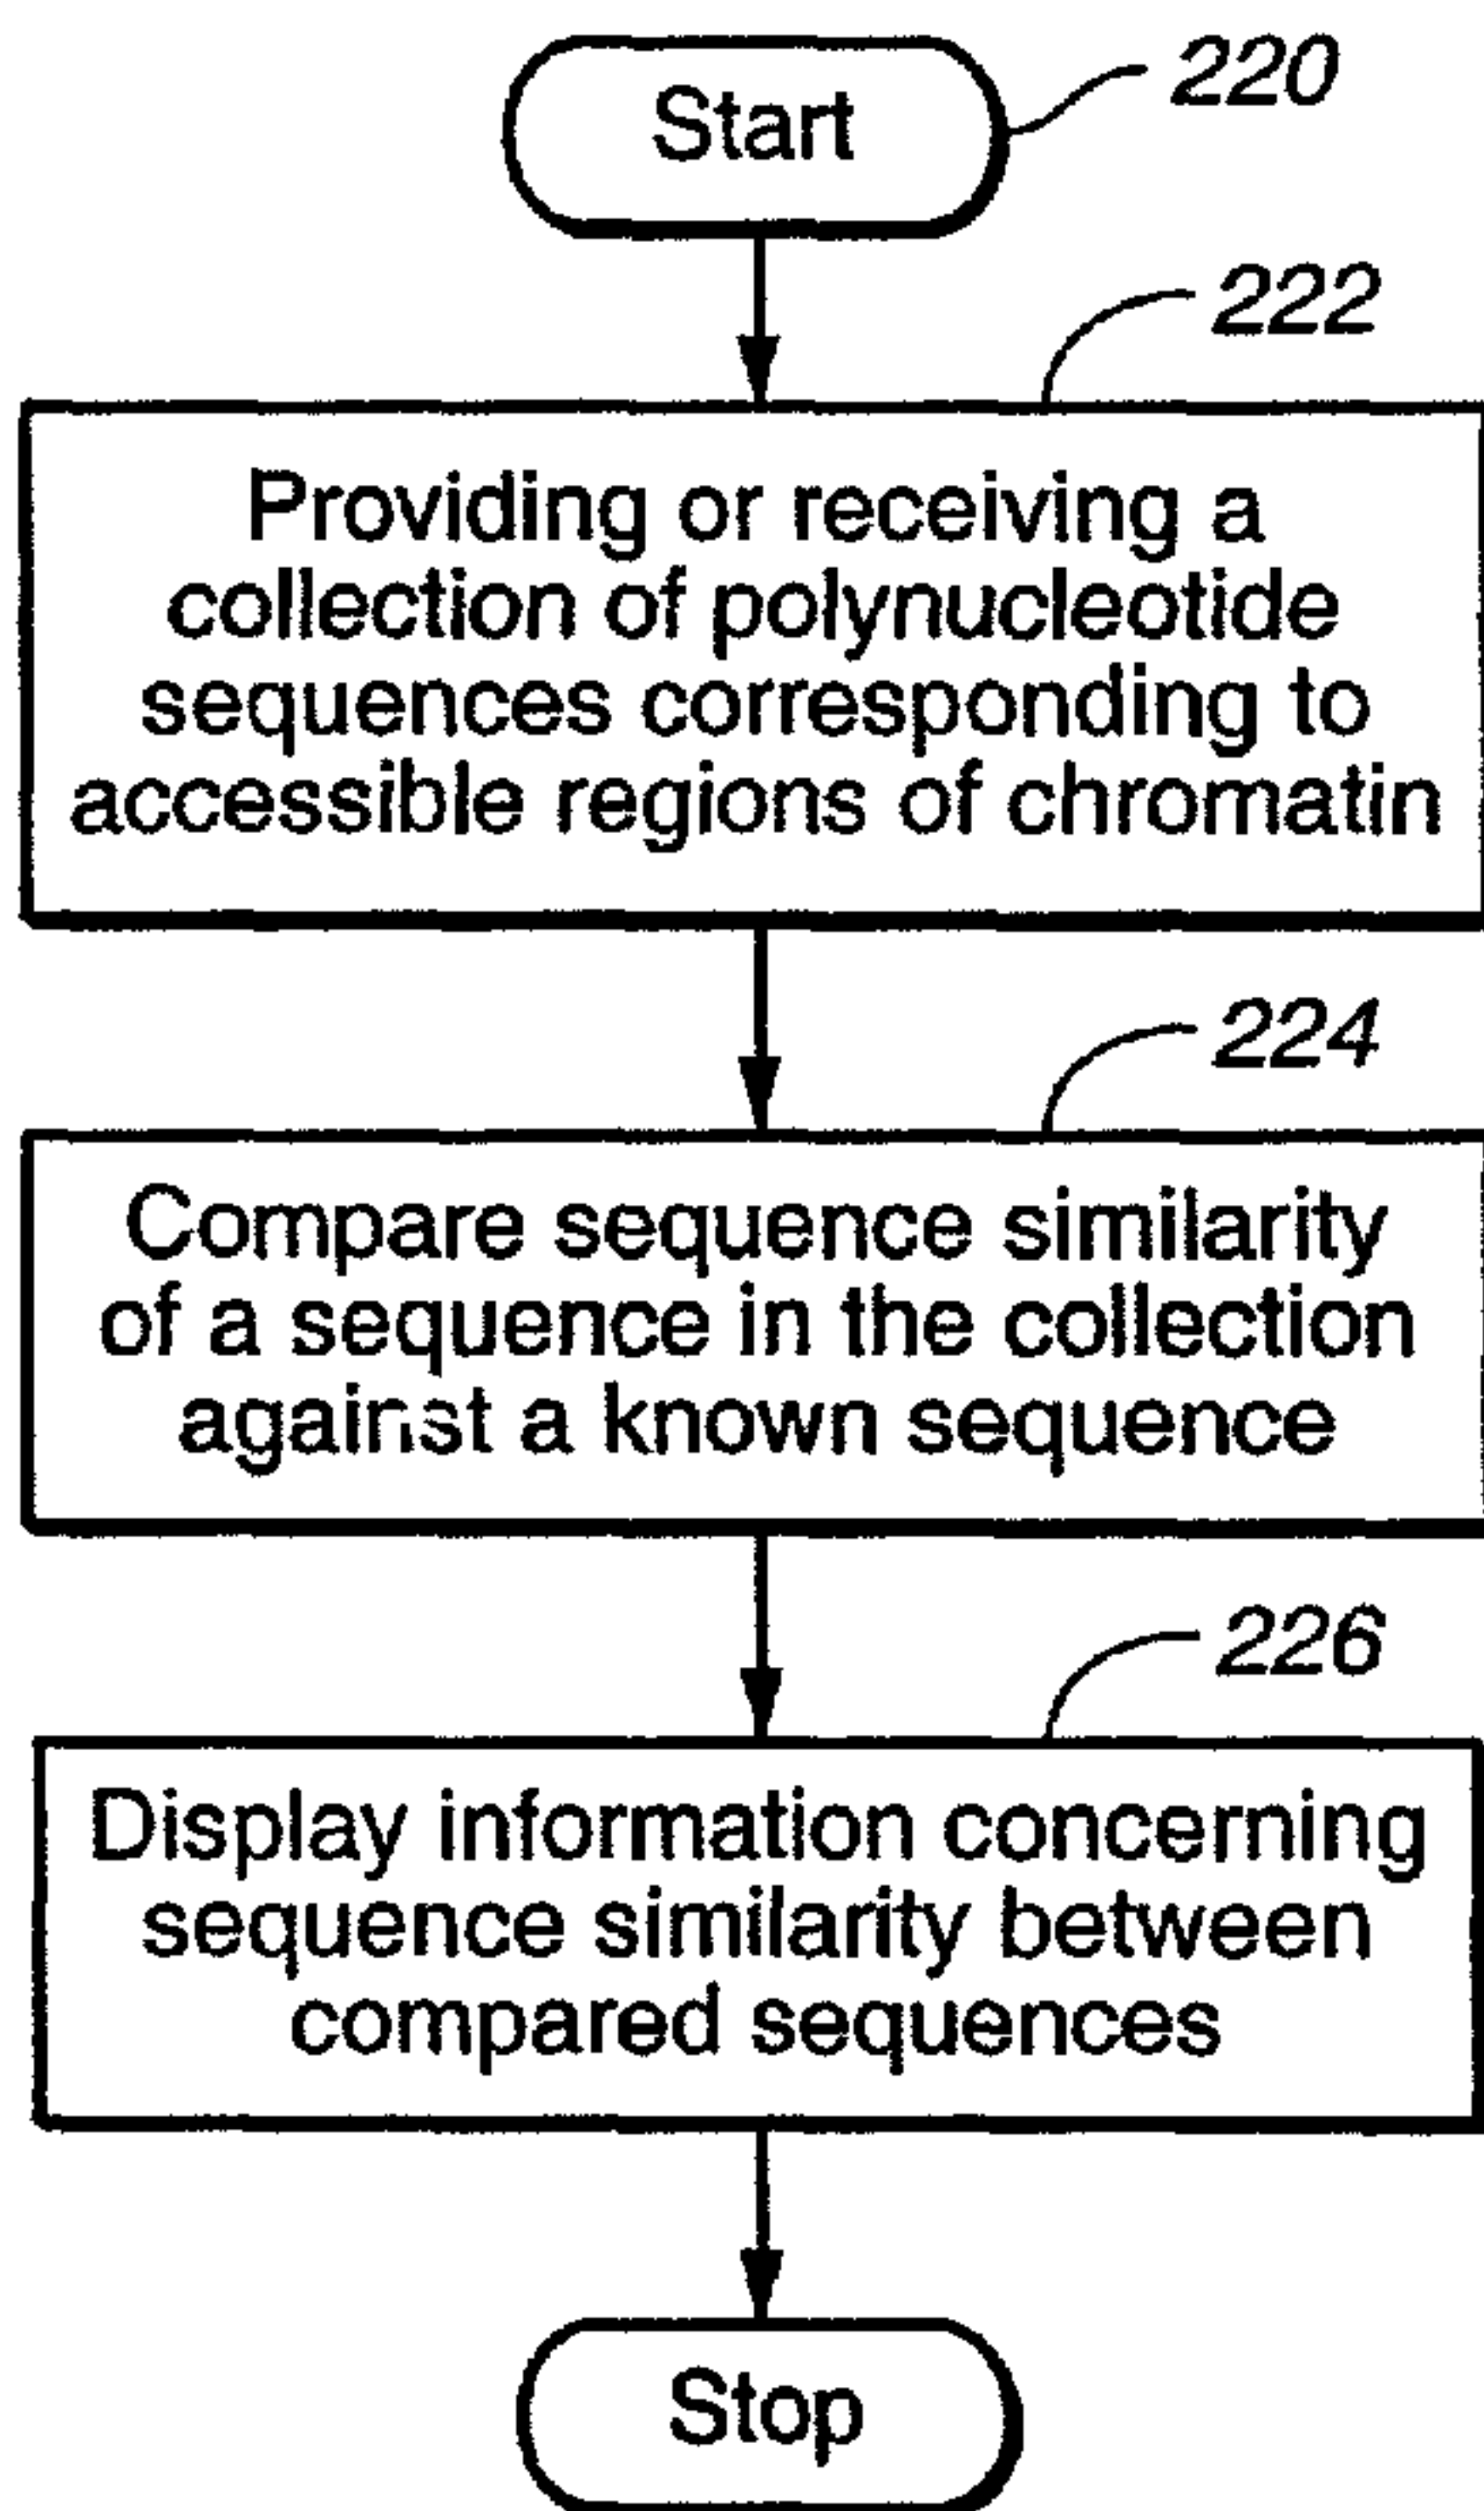 Start
220
222
Providing or receiving a
collection of polynucleotide
sequences corresponding to
accessible regions of chromatin
224
Compare sequence similarity
of a sequence in the collection
against a known sequence
226
Display information concerning
sequence similarity between
compared sequences
Stop